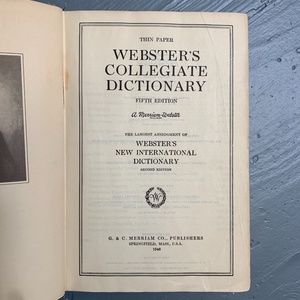 THIN PAPER
WEBSTER'S
COLLEGIATE
DICTIONARY
FIFTH EDITION
A Merriam-Webster
THE LARGEST ABRIDGMENT OF
WEBSTER'S
NEW INTERNATIONAL
DICTIONARY
SECOND EDITION
G. & C. MERRIAM CO., PUBLISHERS
SPRINGFIELD, MASS., U.S.A.